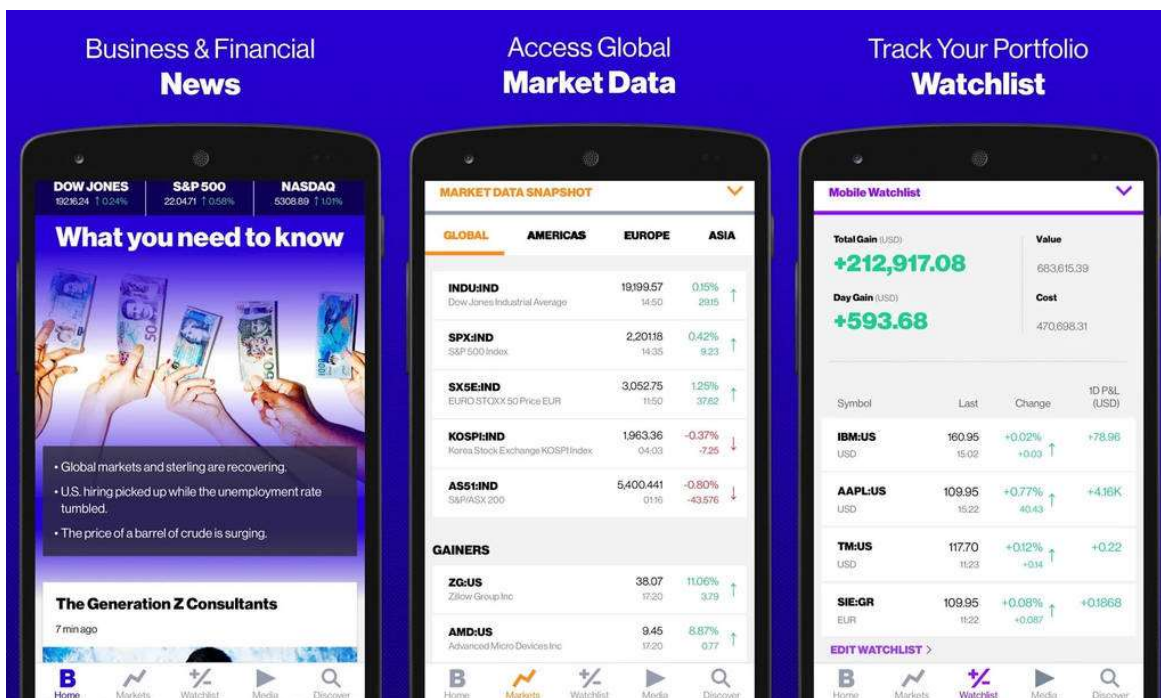 Business & Financial
News
DOW JONES
19216.24 ↑ 0.24%
S&P 500
2204.71 ↑ 0.58%
NASDAQ
5308.89 ↑ 1.01%
What you need to know
50
50
1000
• Global markets and sterling are recovering.
• U.S. hiring picked up while the unemployment rate
tumbled.
• The price of a barrel of crude is surging.
The Generation Z Consultants
7 min ago
B
Home
Markets
Watchlist
Media
Discover
Access Global
Market Data
MARKET DATA SNAPSHOT
GLOBAL AMERICAS EUROPE ASIA
INDU:IND 19,199.57 0.15% ↑
Dow Jones Industrial Average 14:50 29.15
SPX:IND 2,201.18 0.42% ↑
S&P 500 Index 14:35 9.23
SX5E:IND 3,052.75 1.25% ↑
EURO STOXX 50 Price EUR 11:50 37.62
KOSPI:IND 1,963.36 -0.37% ↓
Korea Stock Exchange KOSPI Index 04:03 -7.25
AS51:IND 5,400.441 -0.80% ↓
S&P/ASX 200 01:16 -43.576
GAINERS
ZG:US 38.07 11.06% ↑
Zillow Group Inc 17:20 3.79
AMD:US 9.45 8.87% ↑
Advanced Micro Devices Inc 17:20 0.77
B
Home
Markets
Watchlist
Media
Discover
Track Your Portfolio
Watchlist
Mobile Watchlist
Total Gain (USD) Value
+212,917.08 683,615.39
Day Gain (USD) Cost
+593.68 470,698.31
1D P&L
Symbol Last Change (USD)
IBM:US 160.95 +0.02% ↑ +78.96
USD 15:02 +0.03
AAPL:US 109.95 +0.77% ↑ +4.16K
USD 15:22 40.43
TM:US 117.70 +0.12% ↑ +0.22
USD 11:23 +0.14
SIE:GR 109.95 +0.08% ↑ +0.1868
EUR 11:22 +0.087
EDIT WATCHLIST >
B
Home
Markets
Watchlist
Media
Discover